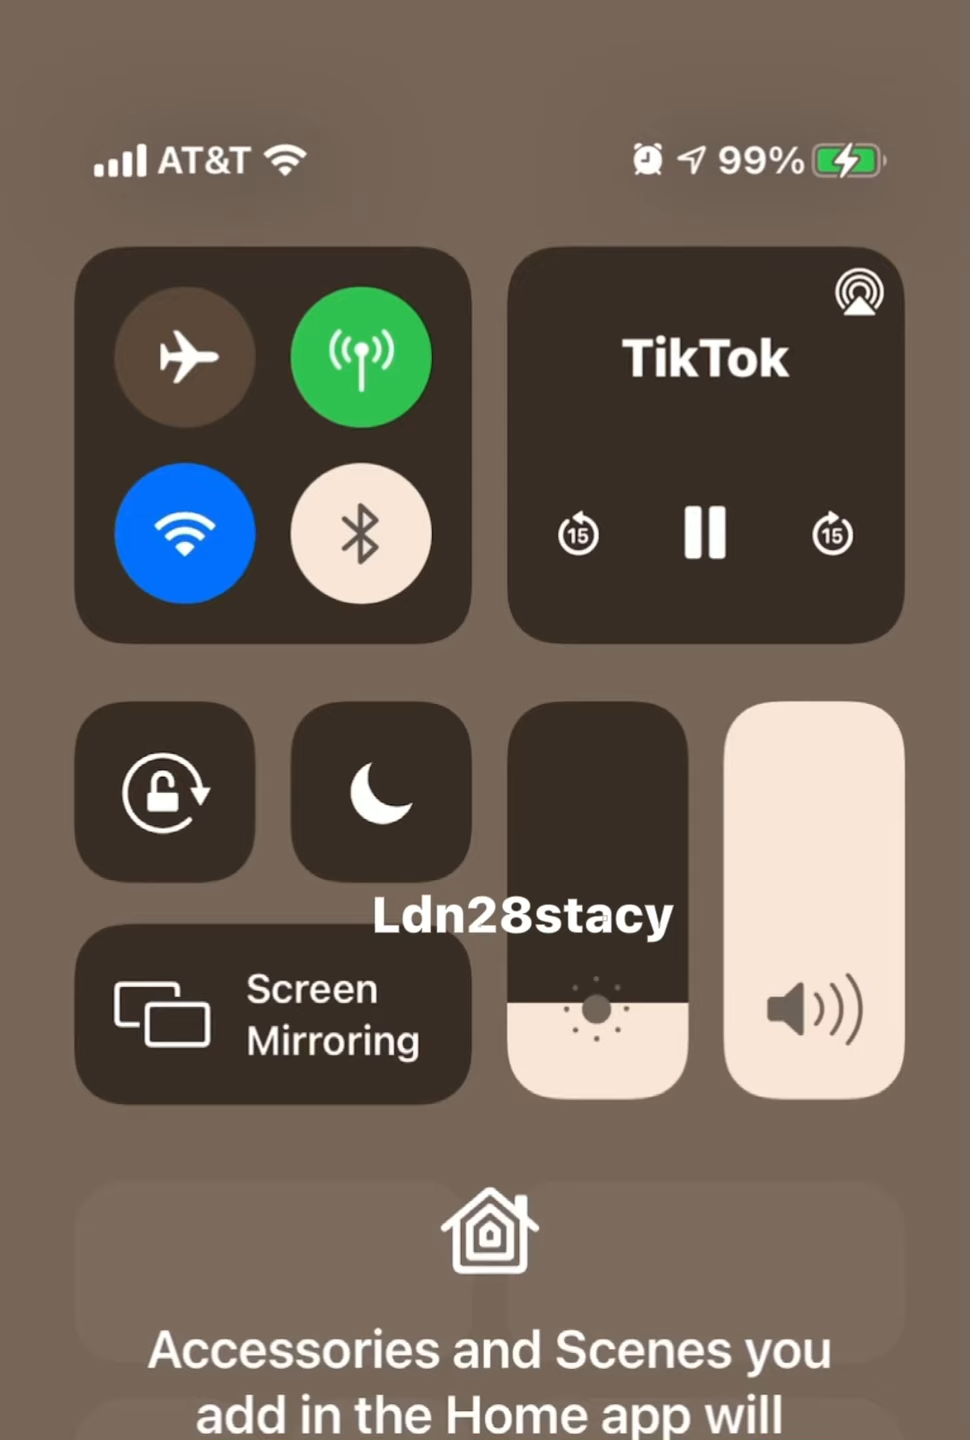 AT&T 99%
TikTok
15 15
Ldn28stacy
Screen
Mirroring
Accessories and Scenes you
add in the Home app will